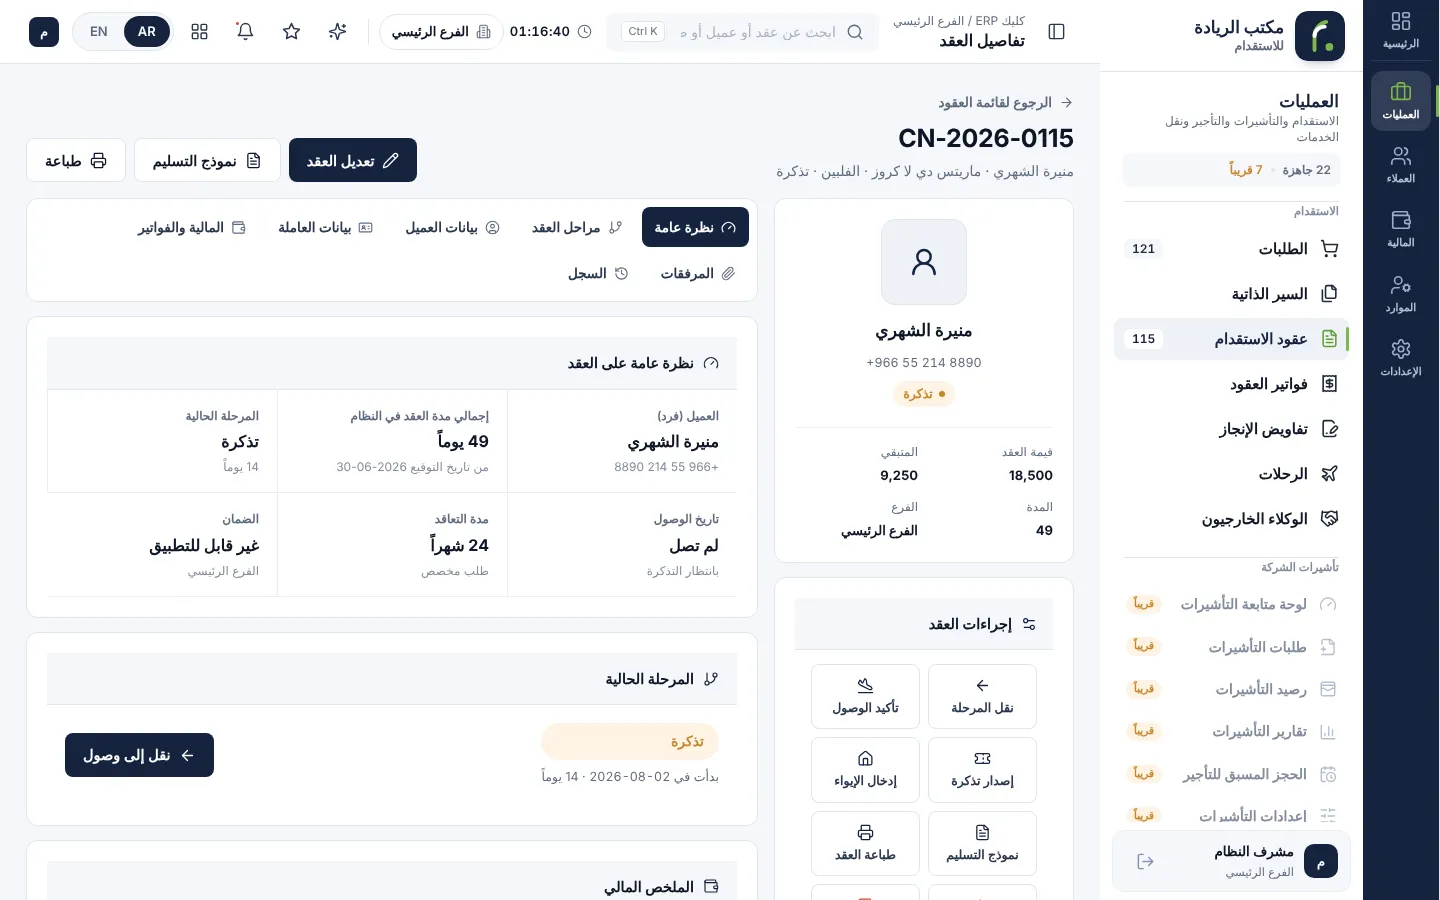 الرئيسية
العمليات
العملاء
المالية
الموارد
الإعدادات
مكتب الريادة
للاستقدام
العمليات
الاستقدام والتأشيرات والتأجير ونقل
الخدمات
22 جاهزة • 7 قريباً
الاستقدام
الطلبات 121
السير الذاتية
عقود الاستقدام 115
فواتير العقود
تفاويض الإنجاز
الرحلات
الوكلاء الخارجيون
تأشيرات الشركة
لوحة متابعة التأشيرات قريباً
طلبات التأشيرات قريباً
رصيد التأشيرات قريباً
تقارير التأشيرات قريباً
الحجز المسبق للتأجير قريباً
إعدادات التأشيرات قريباً
م
مشرف النظام
الفرع الرئيسي
كليك ERP / الفرع الرئيسي
تفاصيل العقد
ابحث عن عقد أو عميل أو Ctrl K
01:16:40
الفرع الرئيسي
AR EN
م
الرجوع لقائمة العقود
CN-2026-0115
منيرة الشهري · ماريتس دي لا كروز · الفلبين · تذكرة
تعديل العقد
نموذج التسليم
طباعة
منيرة الشهري
+966 55 214 8890
تذكرة
قيمة العقد المتبقي
18,500 9,250
المدة الفرع
49 الفرع الرئيسي
إجراءات العقد
نقل المرحلة تأكيد الوصول
إصدار تذكرة إدخال الإيواء
نموذج التسليم طباعة العقد
نظرة عامة مراحل العقد بيانات العميل بيانات العاملة المالية والفواتير
المرفقات السجل
نظرة عامة على العقد
العميل (فرد) إجمالي مدة العقد في النظام المرحلة الحالية
منيرة الشهري 49 يوماً تذكرة
+966 55 214 8890 من تاريخ التوقيع 2026-06-30 14 يوماً
تاريخ الوصول مدة التعاقد الضمان
لم تصل 24 شهراً غير قابل للتطبيق
بانتظار التذكرة طلب مخصص الفرع الرئيسي
المرحلة الحالية
تذكرة
بدأت في 2026-08-02 · 14 يوماً
نقل إلى وصول
الملخص المالي